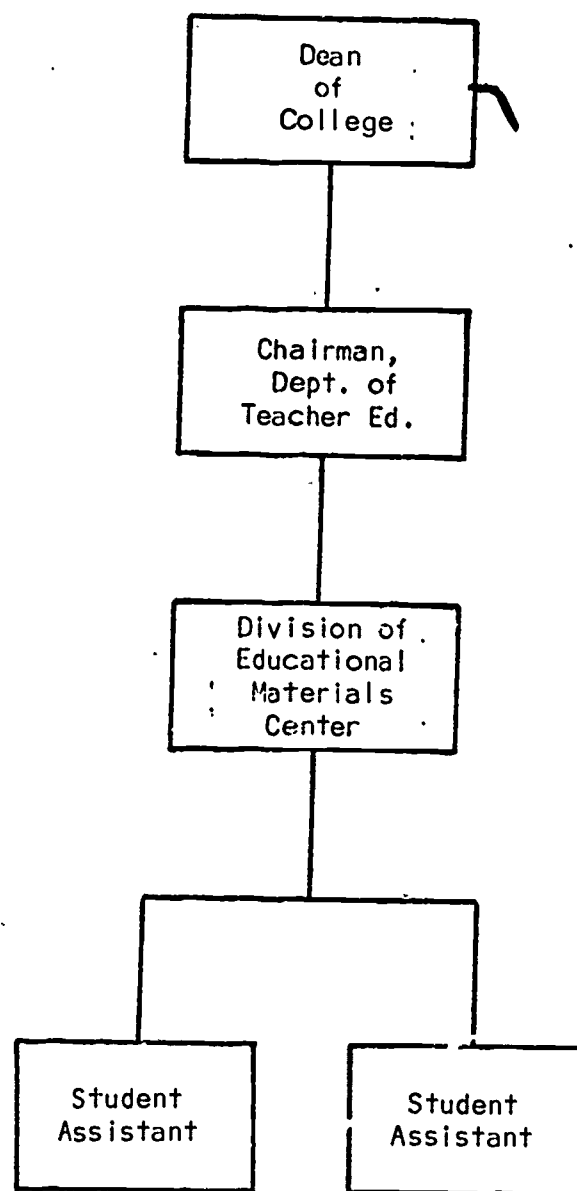 Dean
of
College
Chairman,
Dept. of
Teacher Ed.
Division of
Educational
Materials
Center
Student
Assistant
Student
Assistant